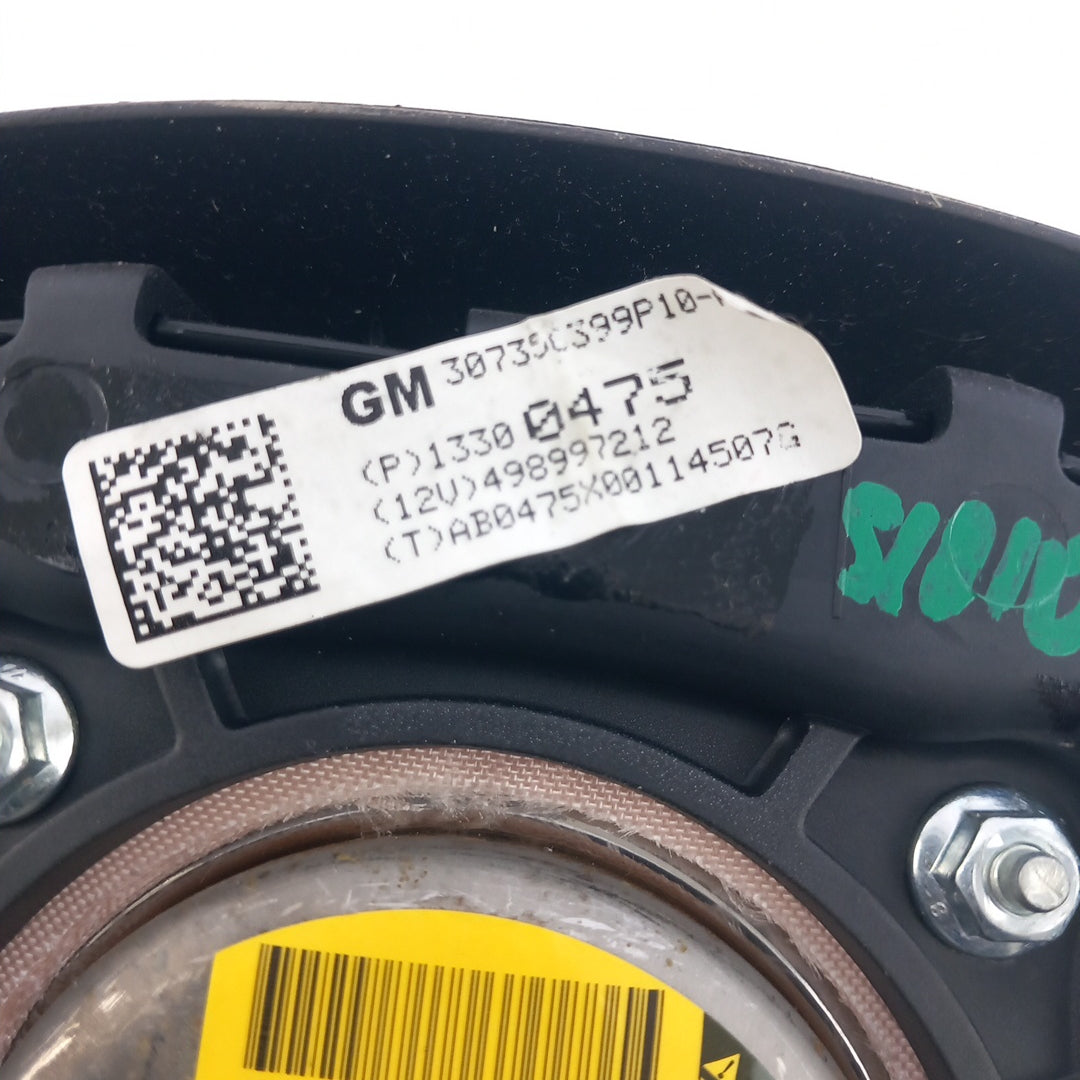 GM 30735C399P10-
(P)1330 0475
(12V)498997212
(T)AB0475X00114507G